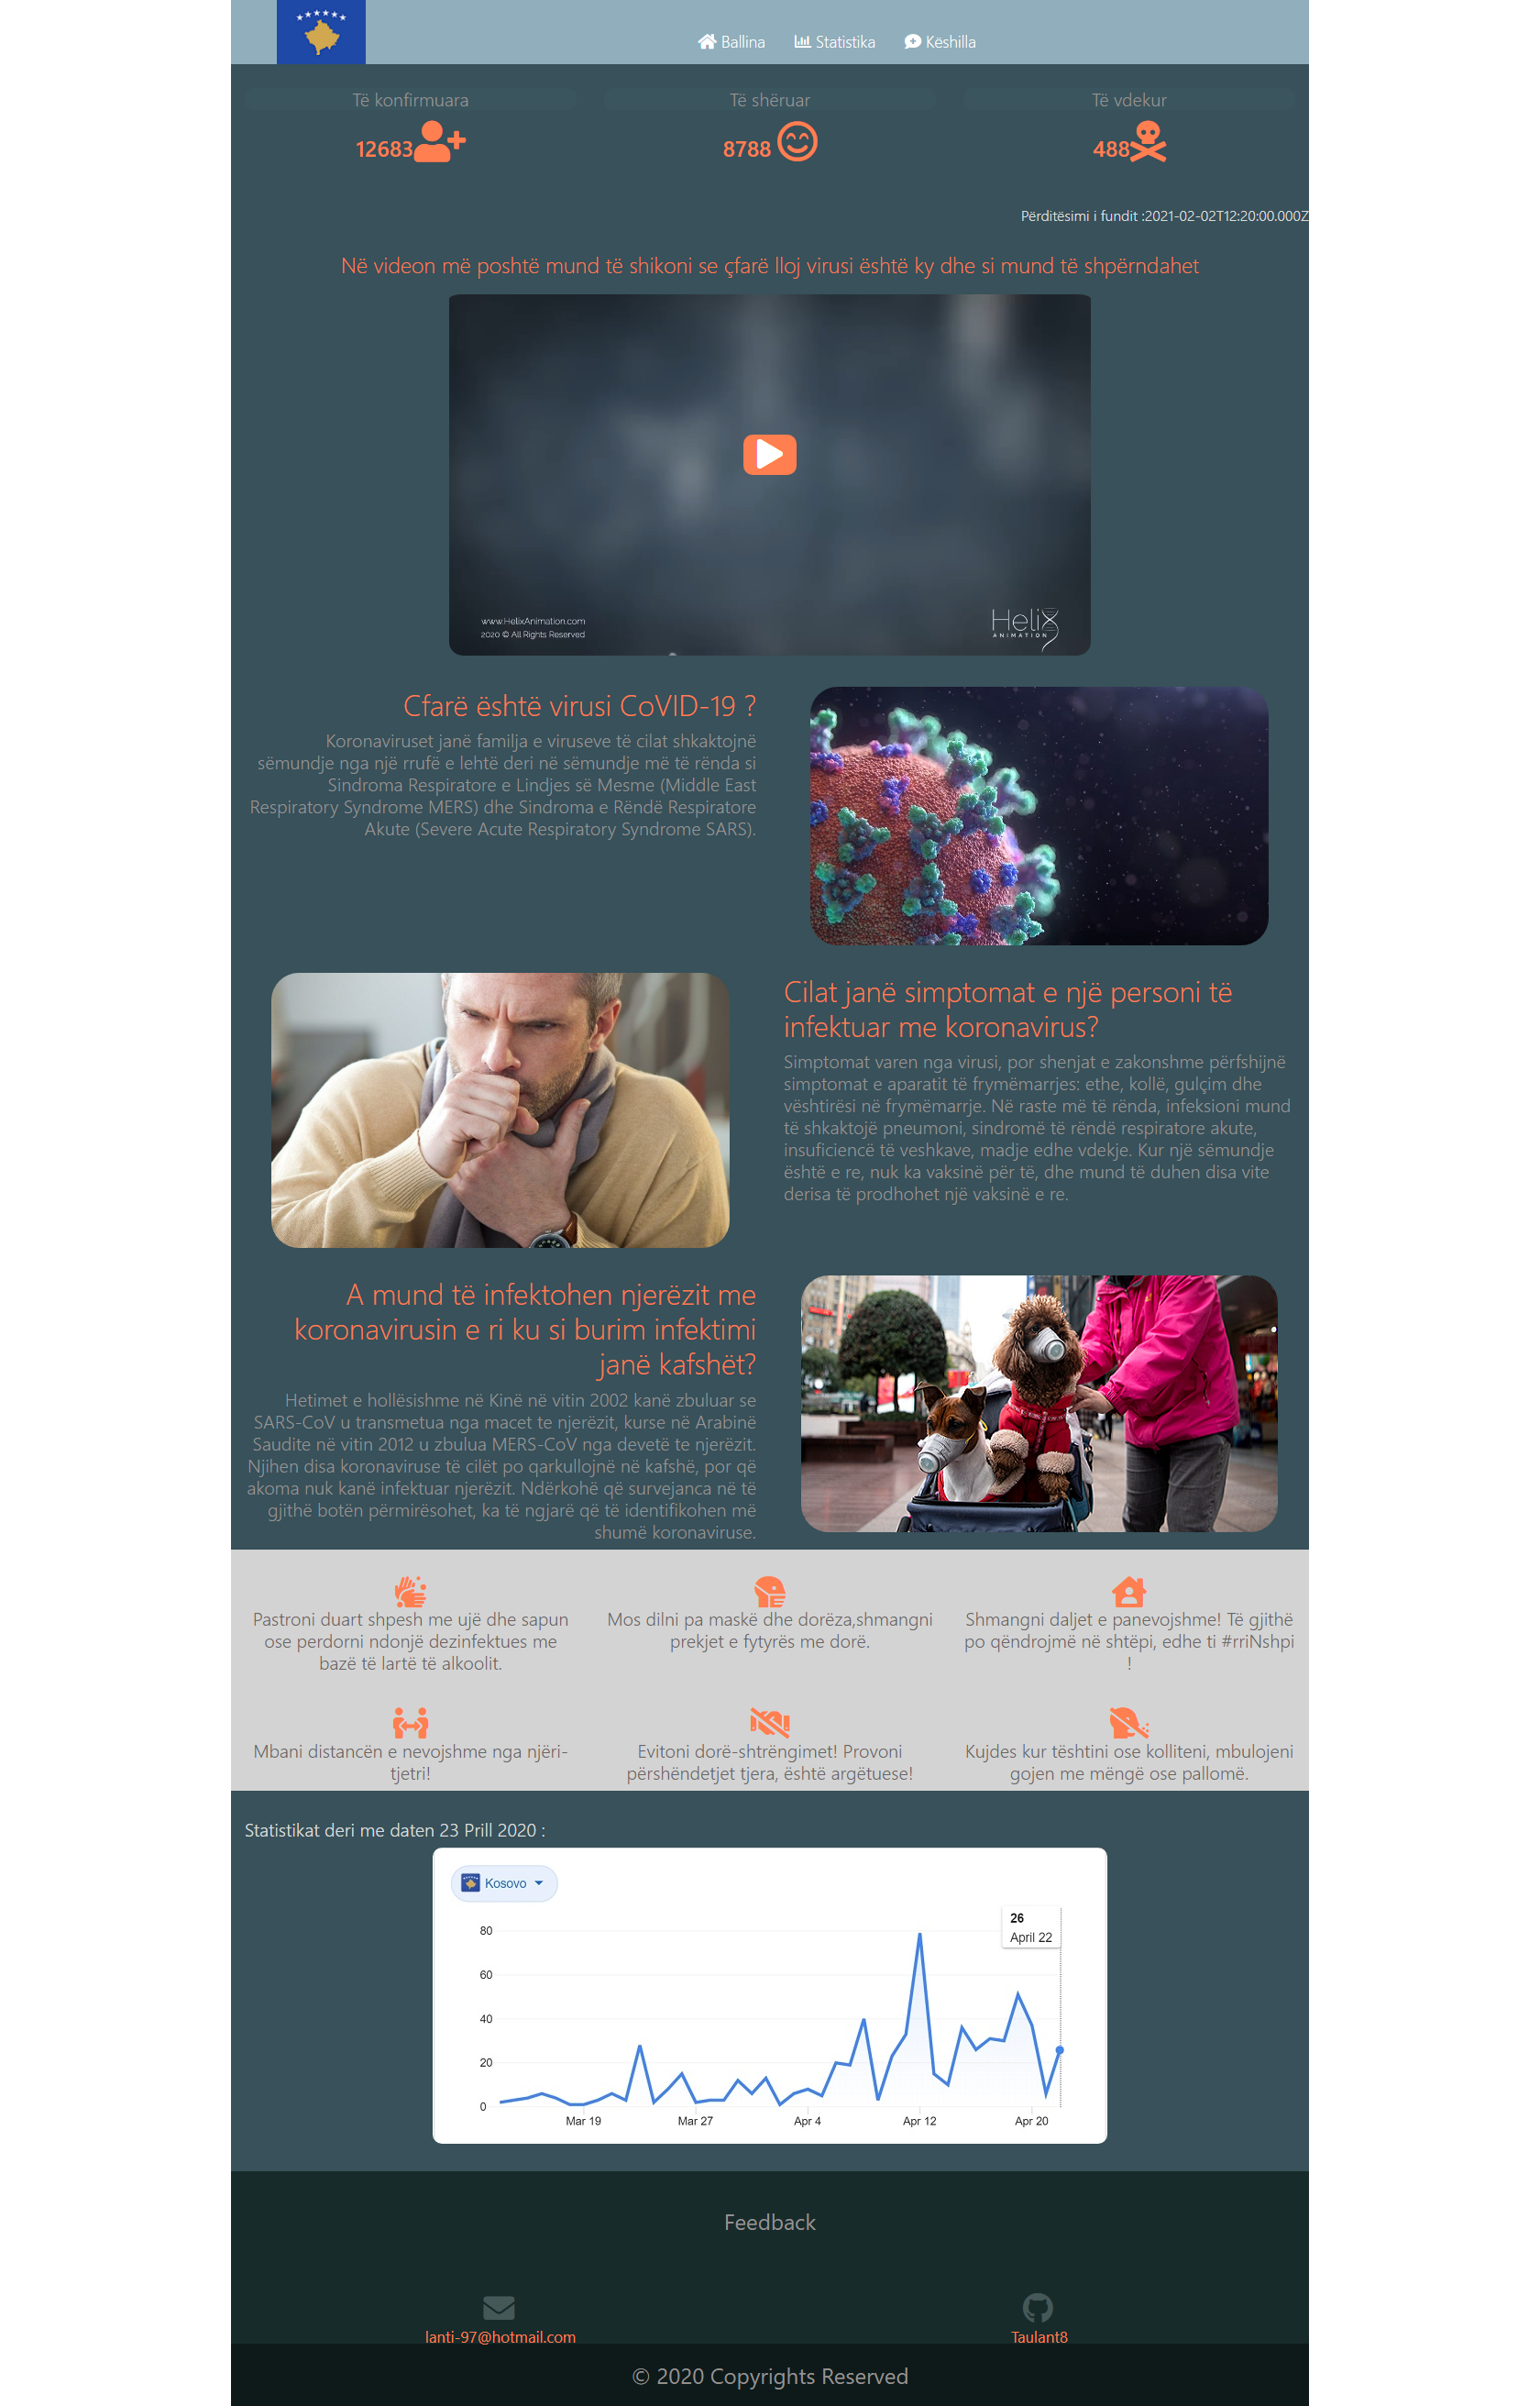 Ballina Statistika Këshilla
Të konfirmuara
12683
Të shëruar
8788
Të vdekur
488
Përditësimi i fundit :2021-02-02T12:20:00.000Z
Në videon më poshtë mund të shikoni se çfarë lloj virusi është ky dhe si mund të shpërndahet
www.HelixAnimation.com
2020 © All Rights Reserved
Helix
ANIMATION
Cfarë është virusi CoVID-19 ?
Koronaviruset janë familja e viruseve të cilat shkaktojnë
sëmundje nga një rrufë e lehtë deri në sëmundje më të rënda si
Sindroma Respiratore e Lindjes së Mesme (Middle East
Respiratory Syndrome MERS) dhe Sindroma e Rëndë Respiratore
Akute (Severe Acute Respiratory Syndrome SARS).
Cilat janë simptomat e një personi të
infektuar me koronavirus?
Simptomat varen nga virusi, por shenjat e zakonshme përfshijnë
simptomat e aparatit të frymëmarrjes: ethe, kollë, gulçim dhe
vështirësi në frymëmarrje. Në raste më të rënda, infeksioni mund
të shkaktojë pneumoni, sindromë të rëndë respiratore akute,
insuficiencë të veshkave, madje edhe vdekje. Kur një sëmundje
është e re, nuk ka vaksinë për të, dhe mund të duhen disa vite
derisa të prodhohet një vaksinë e re.
A mund të infektohen njerëzit me
koronavirusin e ri ku si burim infektimi
janë kafshët?
Hetimet e hollësishme në Kinë në vitin 2002 kanë zbuluar se
SARS-CoV u transmetua nga macet te njerëzit, kurse në Arabinë
Saudite në vitin 2012 u zbulua MERS-CoV nga devetë te njerëzit.
Njihen disa koronaviruse të cilët po qarkullojnë në kafshë, por që
akoma nuk kanë infektuar njerëzit. Ndërkohë që survejanca në të
gjithë botën përmirësohet, ka të ngjarë që të identifikohen më
shumë koronaviruse.
Pastroni duart shpesh me ujë dhe sapun
ose perdorni ndonjë dezinfektues me
bazë të lartë të alkoolit.
Mos dilni pa maskë dhe dorëza,shmangni
prekjet e fytyrës me dorë.
Shmangni daljet e panevojshme! Të gjithë
po qëndrojmë në shtëpi, edhe ti #rriNshpi
!
Mbani distancën e nevojshme nga njëri-
tjetri!
Evitoni dorë-shtrëngimet! Provoni
përshëndetjet tjera, është argëtuese!
Kujdes kur tështini ose kolliteni, mbulojeni
gojen me mëngë ose pallomë.
Statistikat deri me daten 23 Prill 2020 :
Kosovo
26
April 22
80
60
40
20
0
Mar 19 Mar 27 Apr 4 Apr 12 Apr 20
Feedback
lanti-97@hotmail.com
Taulant8
© 2020 Copyrights Reserved